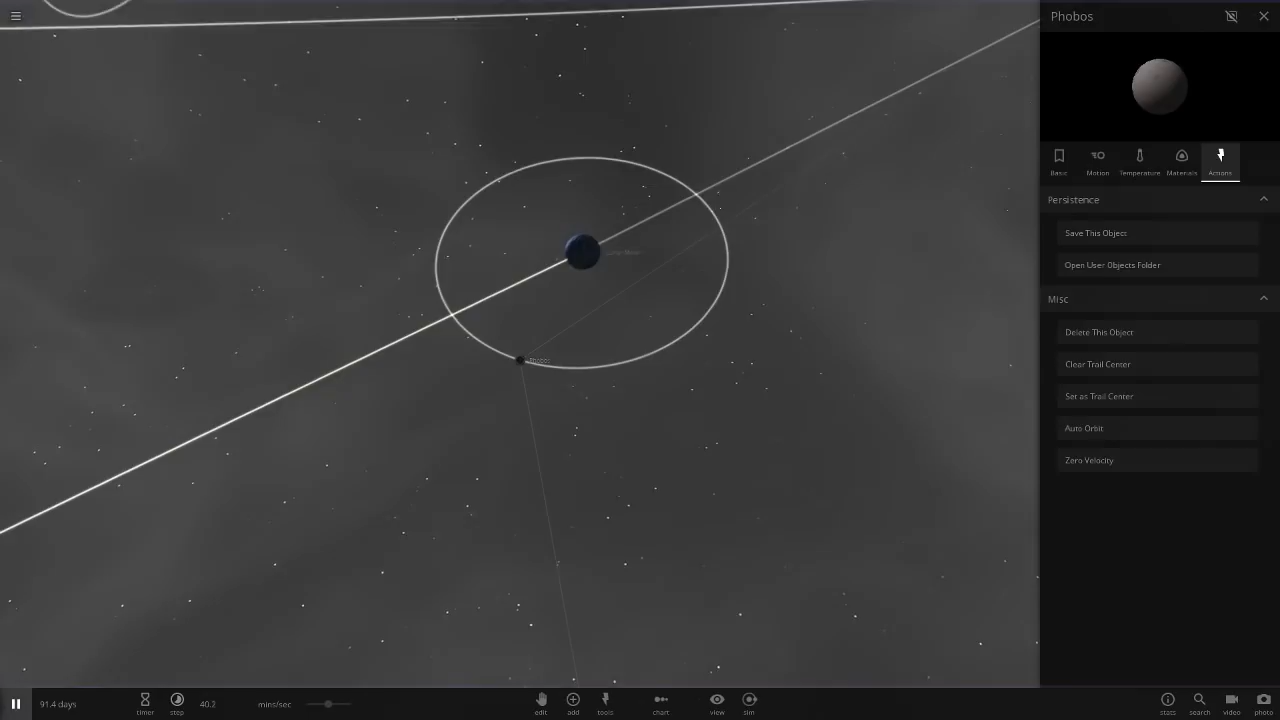 Phobos
Basic
Motion
Temperature
Materials
Actions
Persistence
Save This Object
Open User Objects Folder
Misc
Delete This Object
Clear Trail Center
Set as Trail Center
Auto Orbit
Zero Velocity
Phobos
91.4 days
timer
step
40.2
mins/sec
edit
add
tools
chart
view
sim
stats
search
video
photo